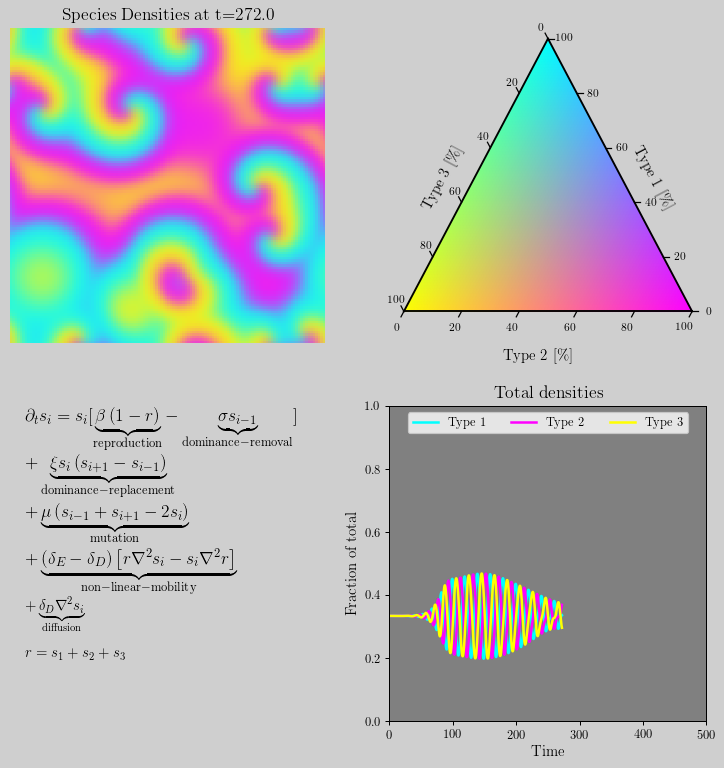 Species Densities at t=272.0
0
100
20
80
40
60
60
40
80
20
100
0
Type 3 [%]
Type 1 [%]
0 20 40 60 80 100
Type 2 [%]
∂ₜsᵢ = sᵢ[ β (1 − r) − σsᵢ₋₁ ]
reproduction dominance−removal
+ ξsᵢ (sᵢ₊₁ − sᵢ₋₁)
dominance−replacement
+ μ (sᵢ₋₁ + sᵢ₊₁ − 2sᵢ)
mutation
+ (δ_E − δ_D) [r∇²sᵢ − sᵢ∇²r]
non−linear−mobility
+ δ_D∇²sᵢ
diffusion
r = s₁ + s₂ + s₃
Total densities
Type 1 Type 2 Type 3
1.0
0.8
0.6
0.4
0.2
0.0
Fraction of total
0 100 200 300 400 500
Time